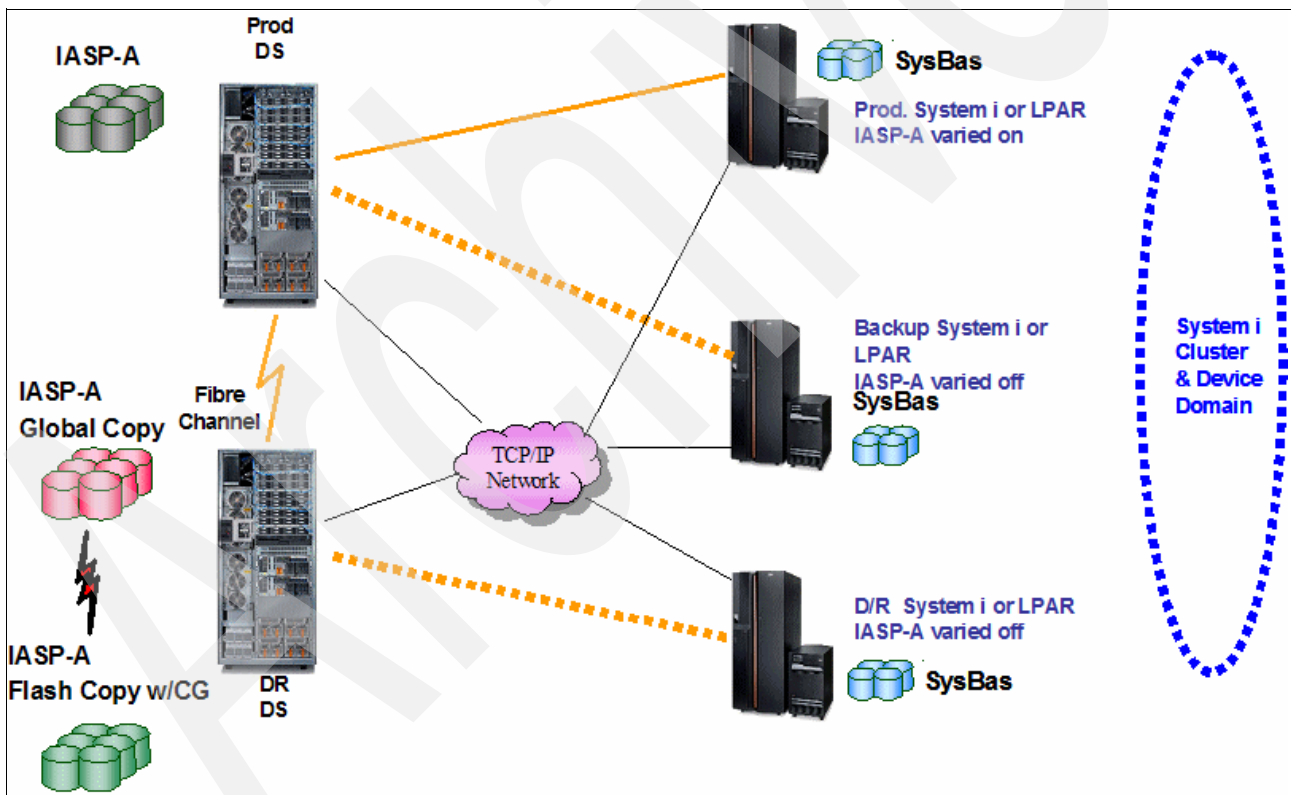 Prod
DS
IASP-A
SysBas
Prod. System i or LPAR
IASP-A varied on
Backup System i or
LPAR
IASP-A varied off
SysBas
System i
Cluster
& Device
Domain
IASP-A
Global Copy
Fibre
Channel
TCP/IP
Network
D/R System i or LPAR
IASP-A varied off
SysBas
IASP-A
Flash Copy w/CG
DR
DS